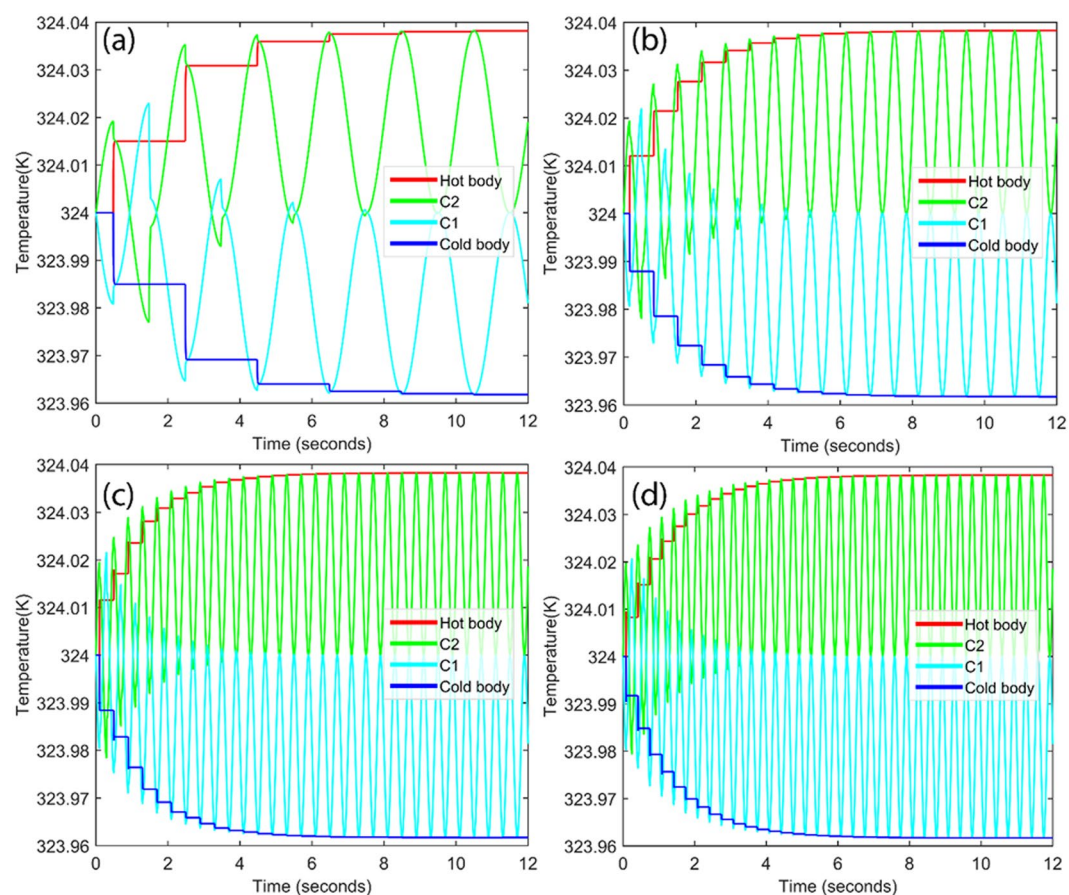 (a)
Temperature(K)
324.04
324.03
324.02
324.01
324
323.99
323.98
323.97
323.96
Hot body
C2
C1
Cold body
0 2 4 6 8 10 12
Time (seconds)
(b)
Temperature(K)
324.04
324.03
324.02
324.01
324
323.99
323.98
323.97
323.96
Hot body
C2
C1
Cold body
0 2 4 6 8 10 12
Time (seconds)
(c)
Temperature(K)
324.04
324.03
324.02
324.01
324
323.99
323.98
323.97
323.96
Hot body
C2
C1
Cold body
0 2 4 6 8 10 12
Time (seconds)
(d)
Temperature(K)
324.04
324.03
324.02
324.01
324
323.99
323.98
323.97
323.96
Hot body
C2
C1
Cold body
0 2 4 6 8 10 12
Time (seconds)